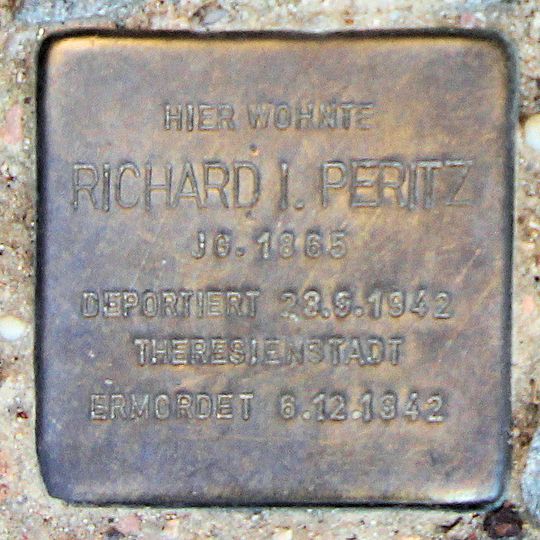 HIER WOHNTE
RICHARD I. PERITZ
JG. 1865
DEPORTIERT 23.9.1942
THERESIENSTADT
ERMORDET 6.12.1942